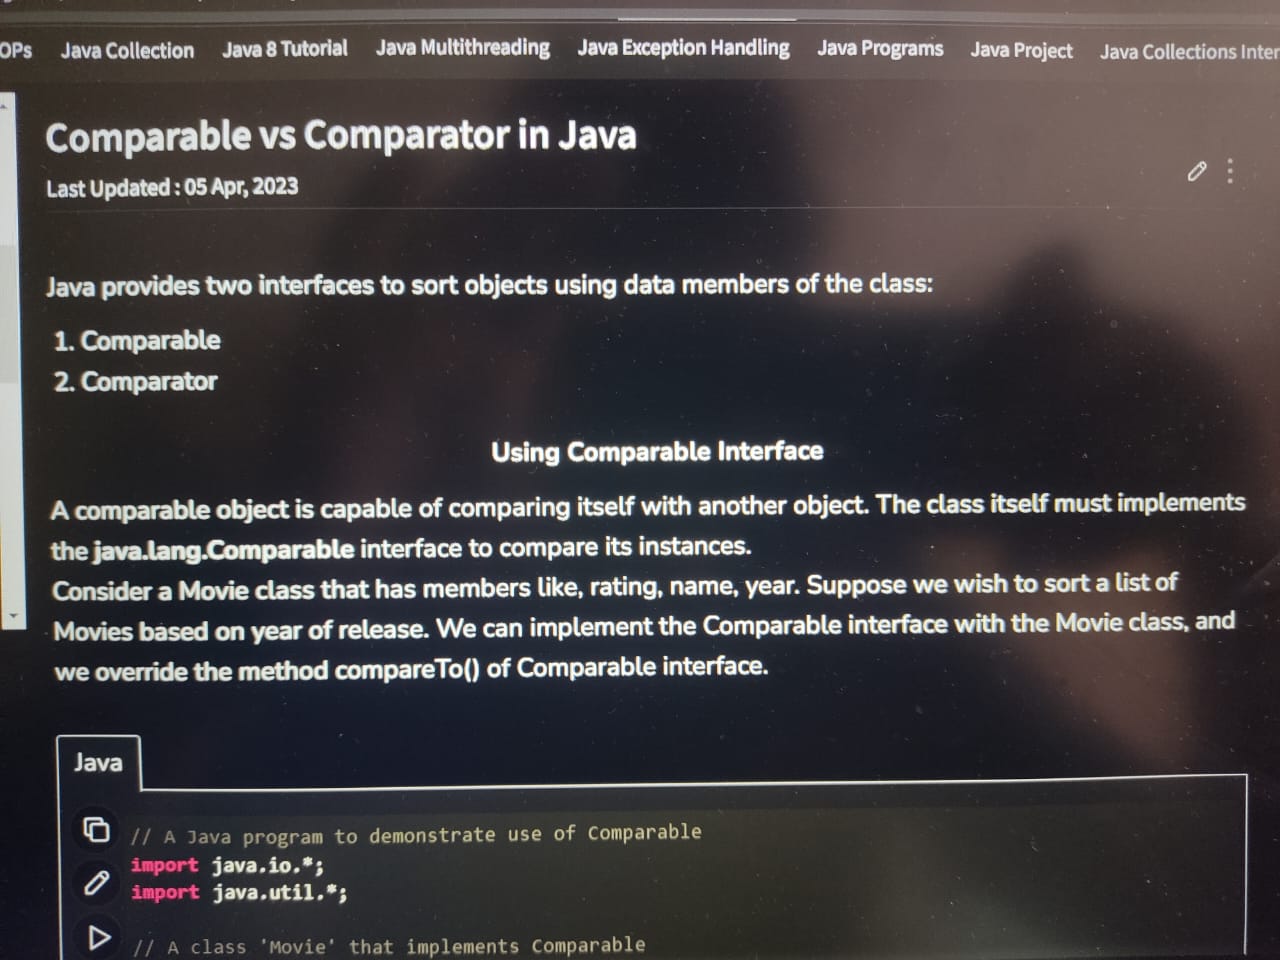 OPs Java Collection Java 8 Tutorial Java Multithreading Java Exception Handling Java Programs Java Project Java Collections Inter
Comparable vs Comparator in Java
Last Updated : 05 Apr, 2023
Java provides two interfaces to sort objects using data members of the class:
1. Comparable
2. Comparator
Using Comparable Interface
A comparable object is capable of comparing itself with another object. The class itself must implements
the java.lang.Comparable interface to compare its instances.
Consider a Movie class that has members like, rating, name, year. Suppose we wish to sort a list of
Movies based on year of release. We can implement the Comparable interface with the Movie class, and
we override the method compareTo() of Comparable interface.
Java
// A Java program to demonstrate use of Comparable
import java.io.*;
import java.util.*;
// A class 'Movie' that implements Comparable